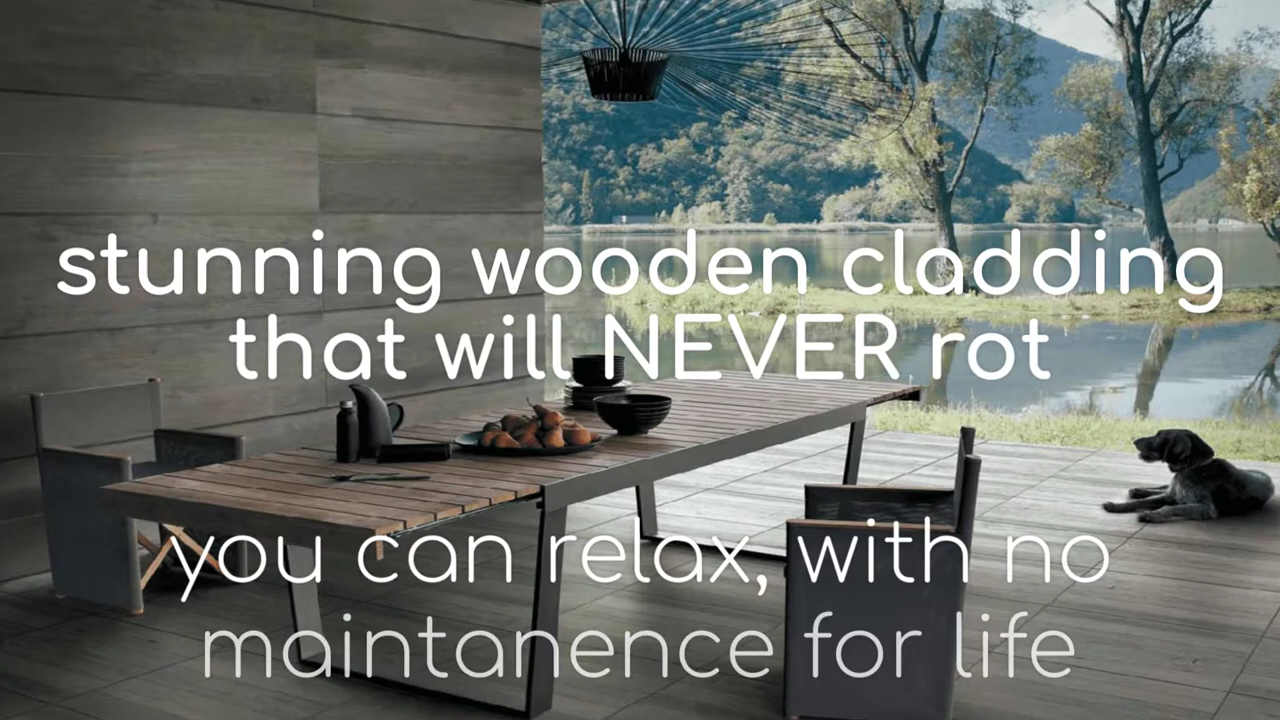 stunning wooden cladding
that will NEVER rot
you can relax, with no
maintanence for life